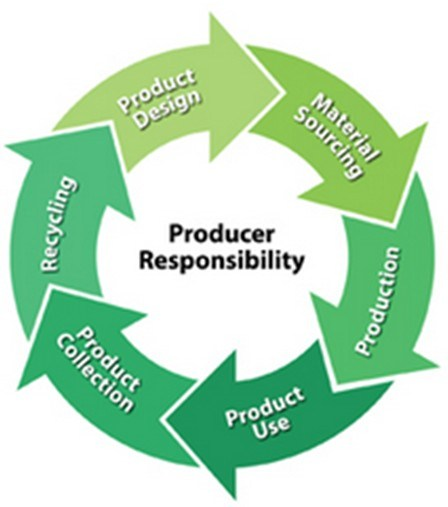 Product
Design
Material
Sourcing
Production
Product
Use
Product
Collection
Recycling
Producer
Responsibility